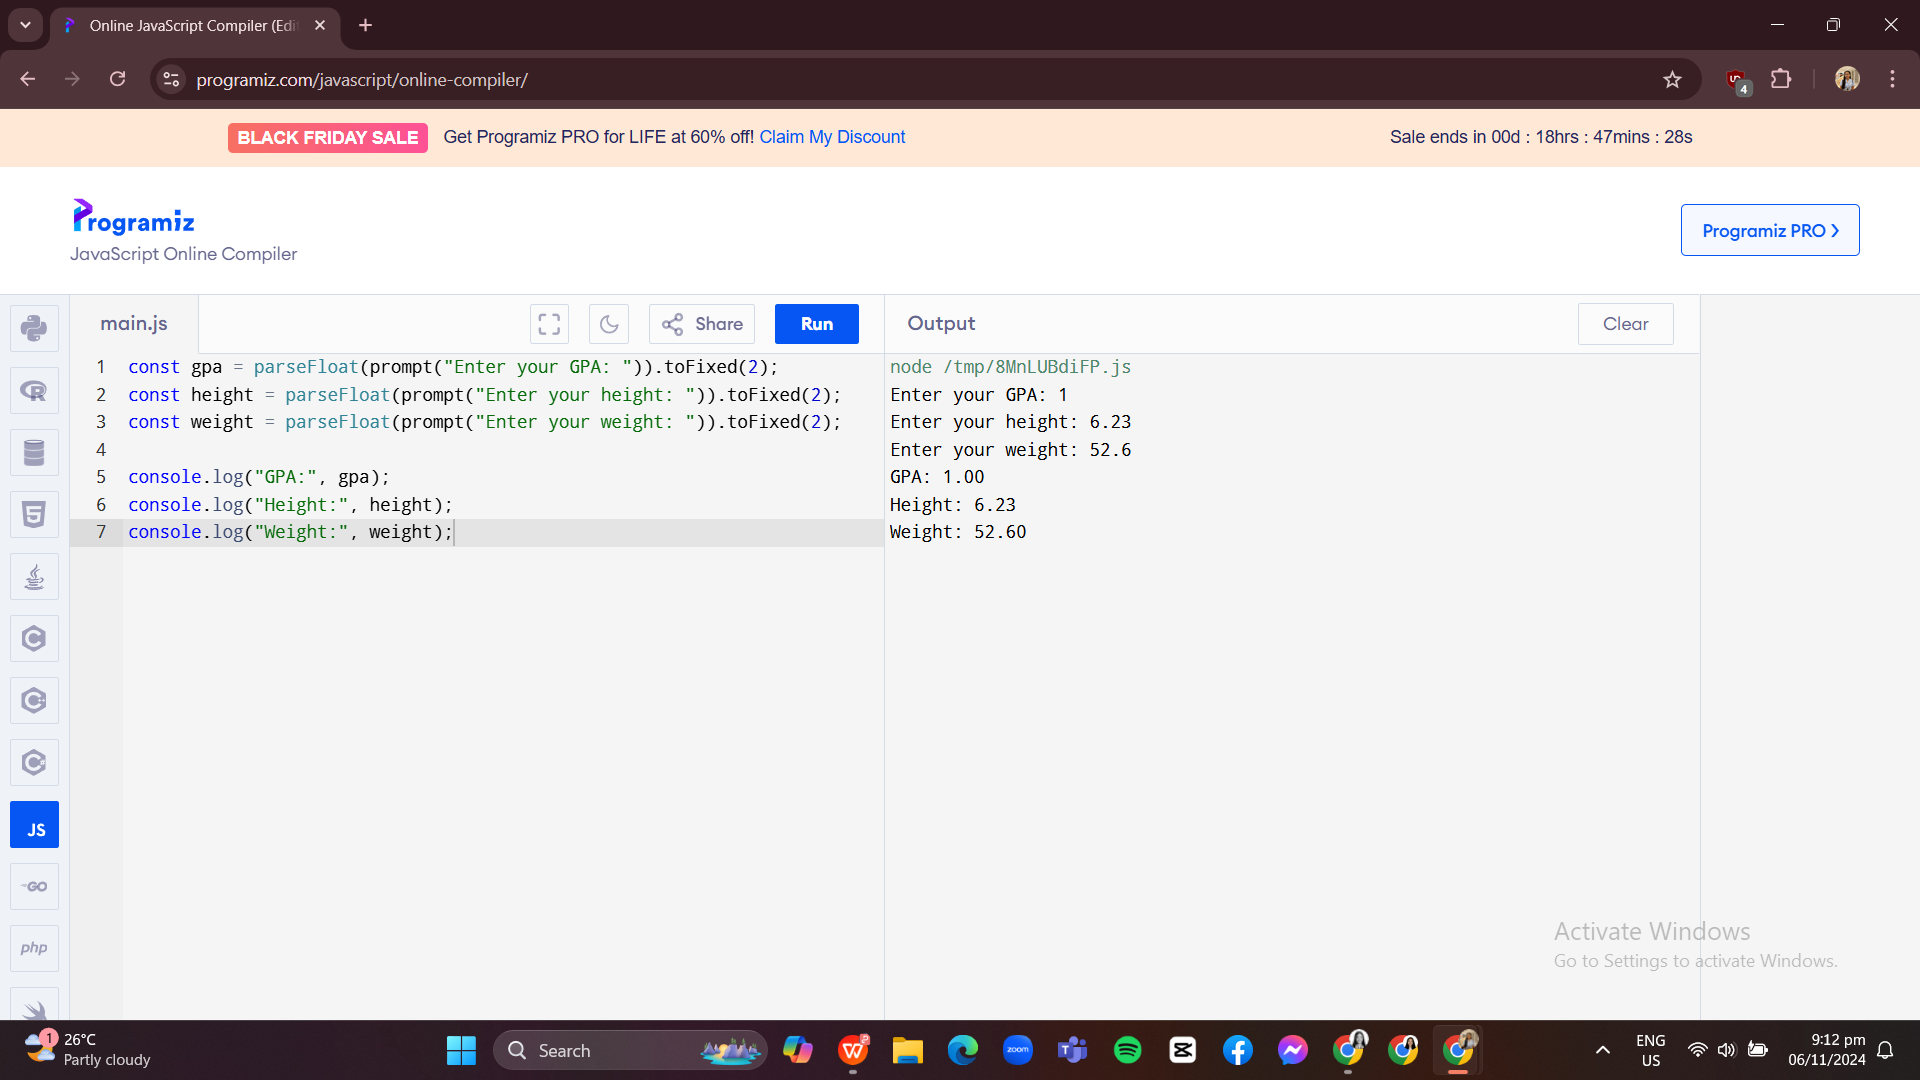 Online JavaScript Compiler (Edi
programiz.com/javascript/online-compiler/
4
BLACK FRIDAY SALE Get Programiz PRO for LIFE at 60% off! Claim My Discount Sale ends in 00d : 18hrs : 47mins : 28s
Programiz
JavaScript Online Compiler
Programiz PRO
main.js
Share
Run
Output
Clear
1 const gpa = parseFloat(prompt("Enter your GPA: ")).toFixed(2);
2 const height = parseFloat(prompt("Enter your height: ")).toFixed(2);
3 const weight = parseFloat(prompt("Enter your weight: ")).toFixed(2);
4
5 console.log("GPA:", gpa);
6 console.log("Height:", height);
7 console.log("Weight:", weight);
node /tmp/8MnLUBdiFP.js
Enter your GPA: 1
Enter your height: 6.23
Enter your weight: 52.6
GPA: 1.00
Height: 6.23
Weight: 52.60
R
5
C
C
C
JS
GO
php
Activate Windows
Go to Settings to activate Windows.
1
26°C
Partly cloudy
Search
W
zoom
T
ENG
US
9:12 pm
06/11/2024